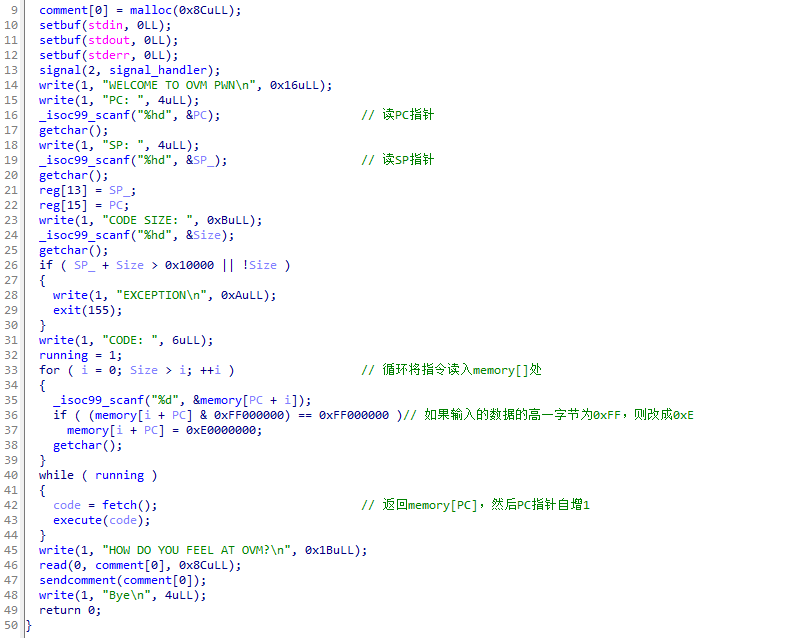 9 comment[0] = malloc(0x8CuLL);
10 setbuf(stdin, 0LL);
11 setbuf(stdout, 0LL);
12 setbuf(stderr, 0LL);
13 signal(2, signal_handler);
14 write(1, "WELCOME TO OVM PWN\n", 0x16uLL);
15 write(1, "PC: ", 4uLL);
16 _isoc99_scanf("%hd", &PC); // 读PC指针
17 getchar();
18 write(1, "SP: ", 4uLL);
19 _isoc99_scanf("%hd", &SP_); // 读SP指针
20 getchar();
21 reg[13] = SP_;
22 reg[15] = PC;
23 write(1, "CODE SIZE: ", 0xBuLL);
24 _isoc99_scanf("%hd", &Size);
25 getchar();
26 if ( SP_ + Size > 0x10000 || !Size )
27 {
28 write(1, "EXCEPTION\n", 0xAuLL);
29 exit(155);
30 }
31 write(1, "CODE: ", 6uLL);
32 running = 1;
33 for ( i = 0; Size > i; ++i ) // 循环将指令读入memory[]处
34 {
35 _isoc99_scanf("%d", &memory[PC + i]);
36 if ( (memory[i + PC] & 0xFF000000) == 0xFF000000 )// 如果输入的数据的高一字节为0xFF，则改成0xE
37 memory[i + PC] = 0xE0000000;
38 getchar();
39 }
40 while ( running )
41 {
42 code = fetch(); // 返回memory[PC]，然后PC指针自增1
43 execute(code);
44 }
45 write(1, "HOW DO YOU FEEL AT OVM?\n", 0x1BuLL);
46 read(0, comment[0], 0x8CuLL);
47 sendcomment(comment[0]);
48 write(1, "Bye\n", 4uLL);
49 return 0;
50 }